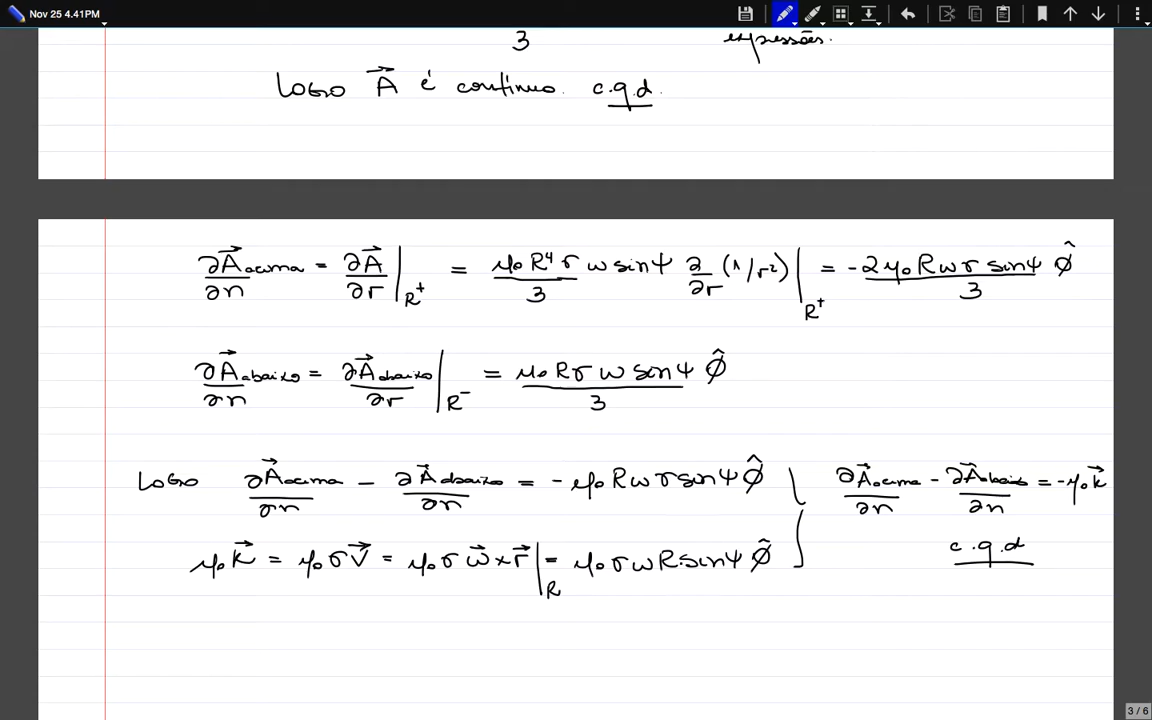 Nov 25 4.41PM
3 expressões.
Logo A⃗ é contínuo. c.q.d.
∂A⃗acima/∂n = ∂A⃗/∂r |R⁺ = μ₀R⁴σ ω sinψ/3 ∂/∂r (1/r²) |R⁺ = -2μ₀Rωσ sinψ/3 φ̂
∂A⃗abaixo/∂n = ∂A⃗abaixo/∂r |R⁻ = μ₀Rσ ω sinψ/3 φ̂
Logo ∂A⃗acima/∂n - ∂A⃗abaixo/∂n = -μ₀Rωσ sinψ φ̂ } ∂A⃗acima/∂n - ∂A⃗abaixo/∂n = -μ₀k⃗
μ₀k⃗ = μ₀σv⃗ = μ₀σ ω⃗×r⃗ |R = μ₀σωR sinψ φ̂ c.q.d
3 / 6